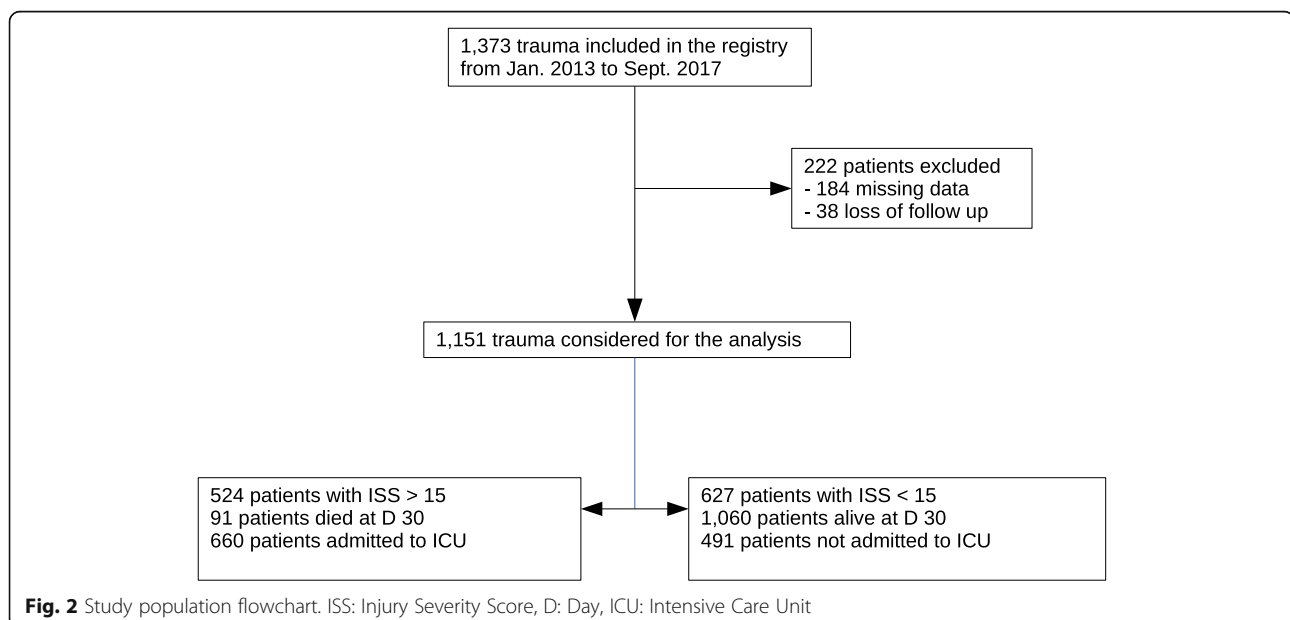 1,373 trauma included in the registry
from Jan. 2013 to Sept. 2017
222 patients excluded
- 184 missing data
- 38 loss of follow up
1,151 trauma considered for the analysis
524 patients with ISS > 15
91 patients died at D 30
660 patients admitted to ICU
627 patients with ISS < 15
1,060 patients alive at D 30
491 patients not admitted to ICU
Fig. 2 Study population flowchart. ISS: Injury Severity Score, D: Day, ICU: Intensive Care Unit